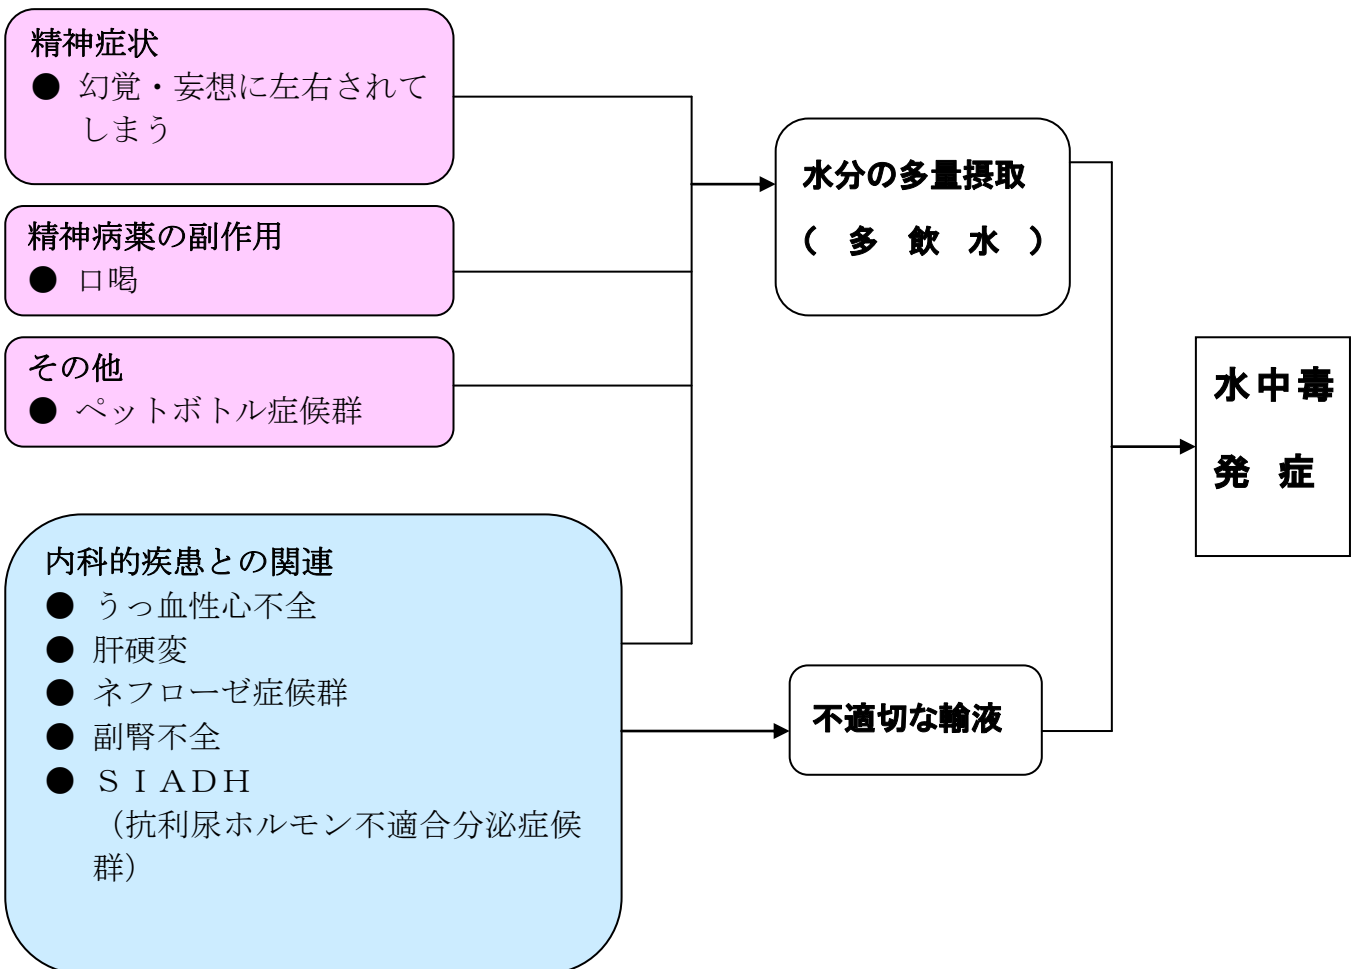 精神症状
● 幻覚・妄想に左右されて
しまう
精神病薬の副作用
● 口喝
その他
● ペットボトル症候群
内科的疾患との関連
● うっ血性心不全
● 肝硬変
● ネフローゼ症候群
● 副腎不全
● ＳＩＡＤＨ
（抗利尿ホルモン不適合分泌症候
群）
水分の多量摂取
（ 多 飲 水 ）
不適切な輸液
水中毒
発 症